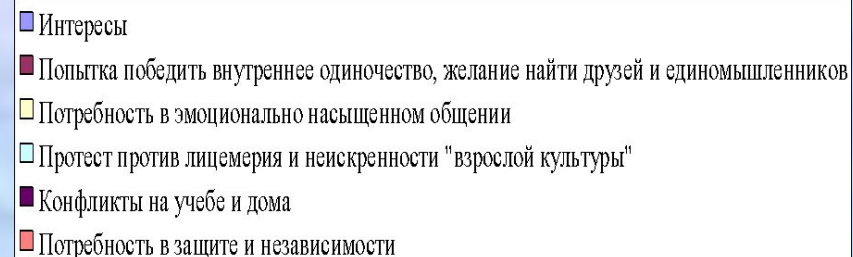 Интересы
Попытка победить внутреннее одиночество, желание найти друзей и единомышленников
Потребность в эмоционально насыщенном общении
Протест против лицемерия и неискренности "взрослой культуры"
Конфликты на учебе и дома
Потребность в защите и независимости